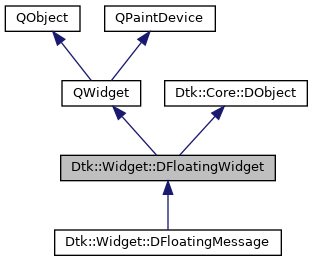 QObject
QPaintDevice
QWidget
Dtk::Core::DObject
Dtk::Widget::DFloatingWidget
Dtk::Widget::DFloatingMessage